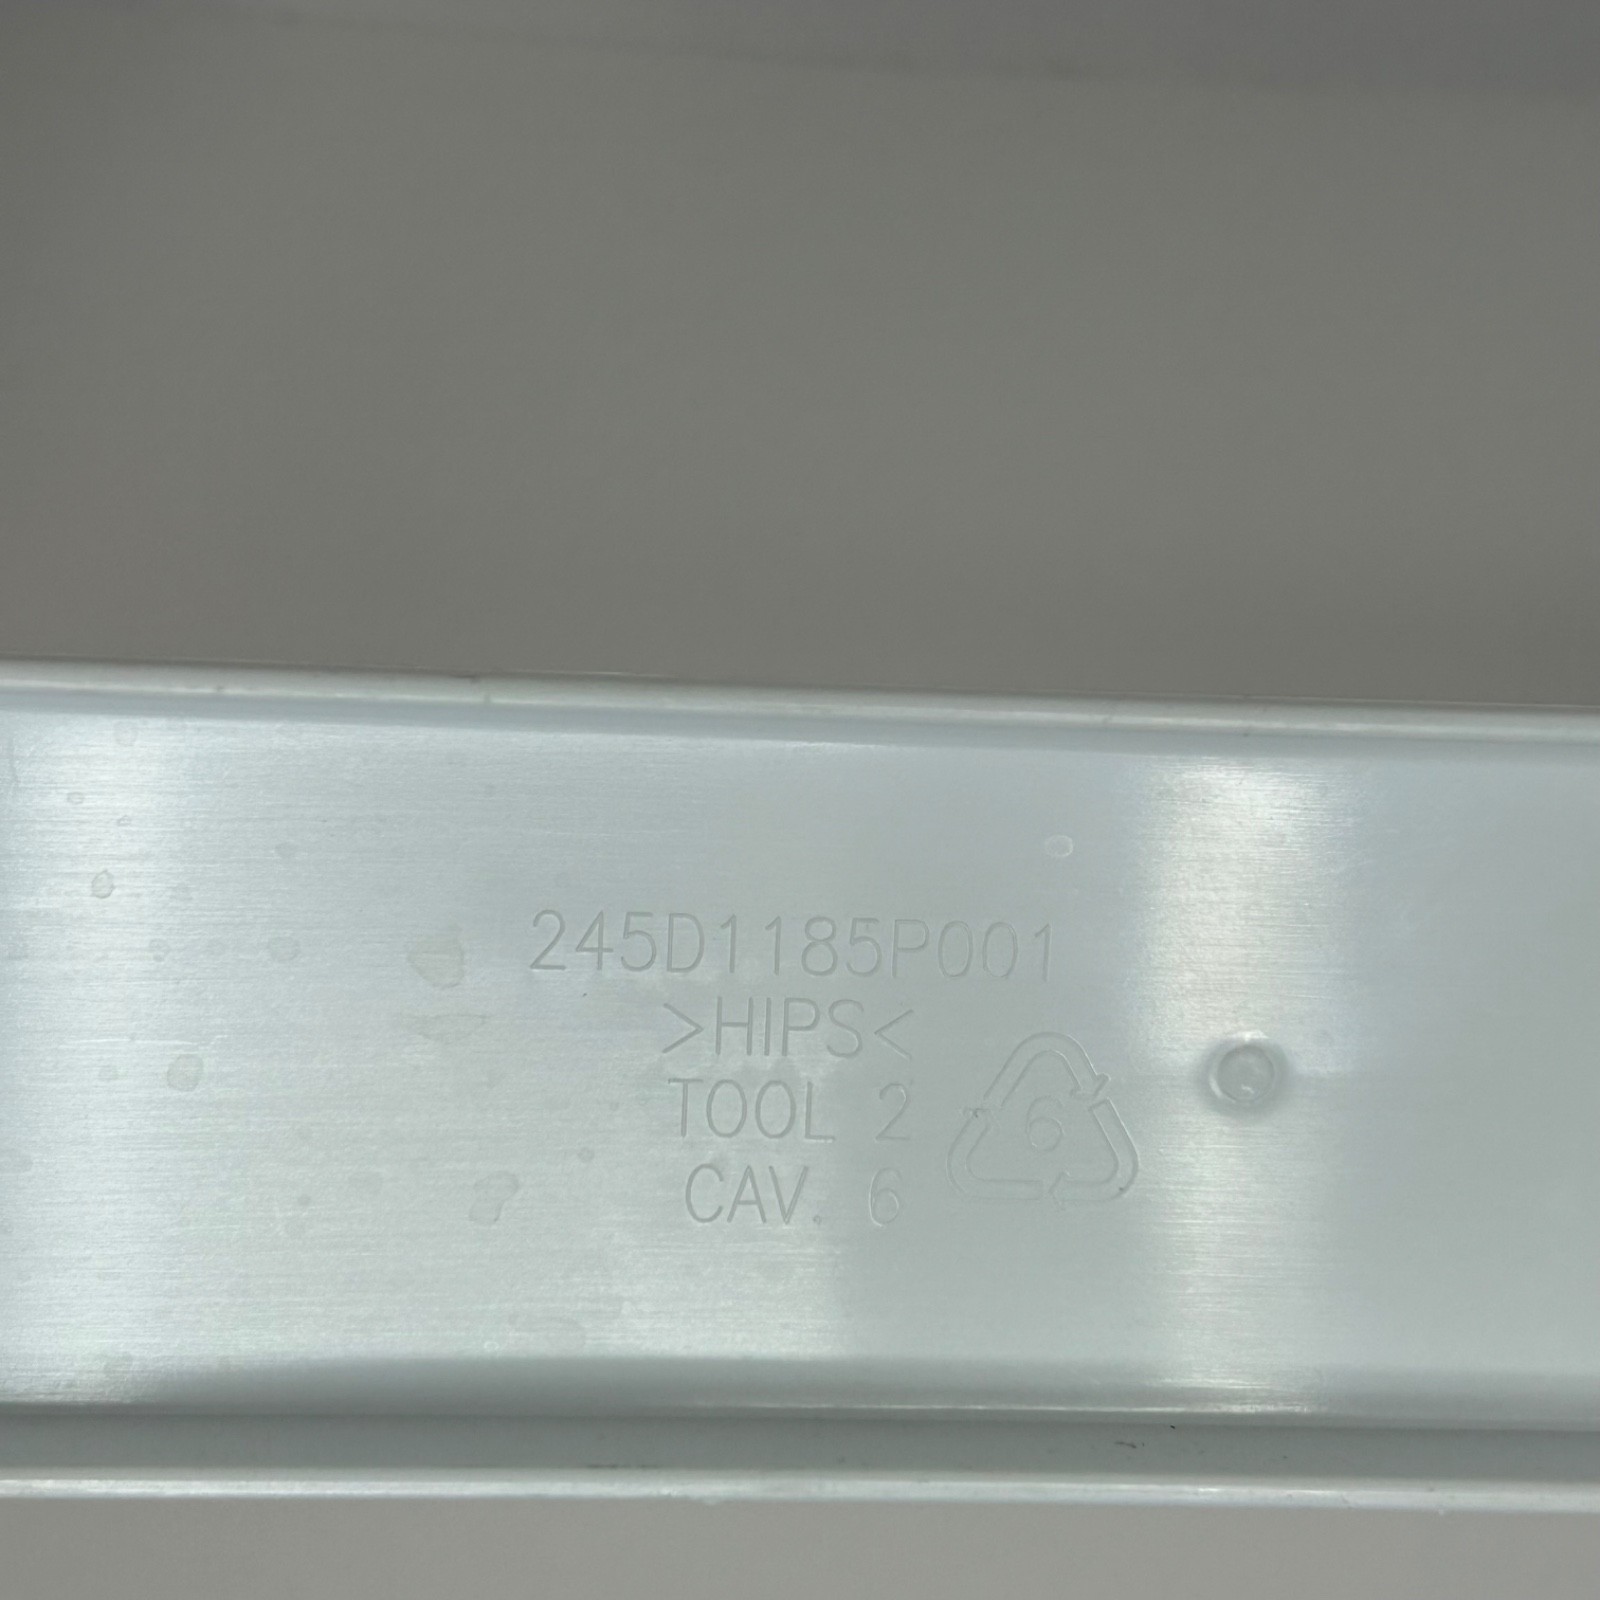 245D1185P001
>HIPS<
TOOL 2
CAV. 6
6